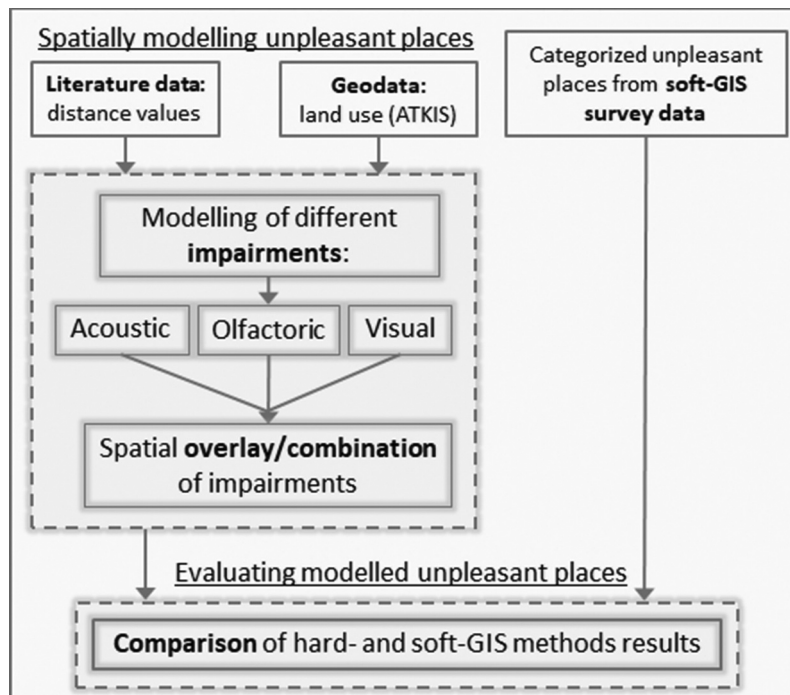 Spatially modelling unpleasant places
Literature data:
distance values
Geodata:
land use (ATKIS)
Categorized unpleasant
places from soft-GIS
survey data
Modelling of different
impairments:
Acoustic
Olfactoric
Visual
Spatial overlay/combination
of impairments
Evaluating modelled unpleasant places
Comparison of hard- and soft-GIS methods results